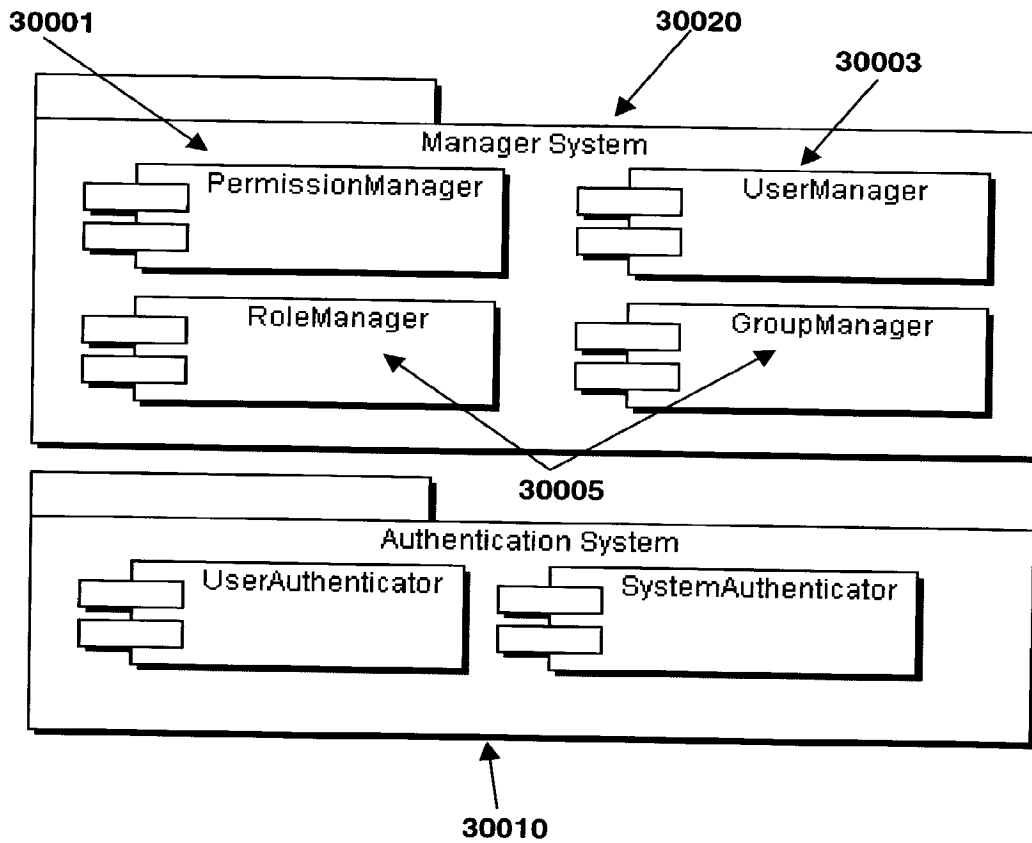 30001
30020
30003
Manager System
PermissionManager
UserManager
RoleManager
GroupManager
30005
Authentication System
UserAuthenticator
SystemAuthenticator
30010